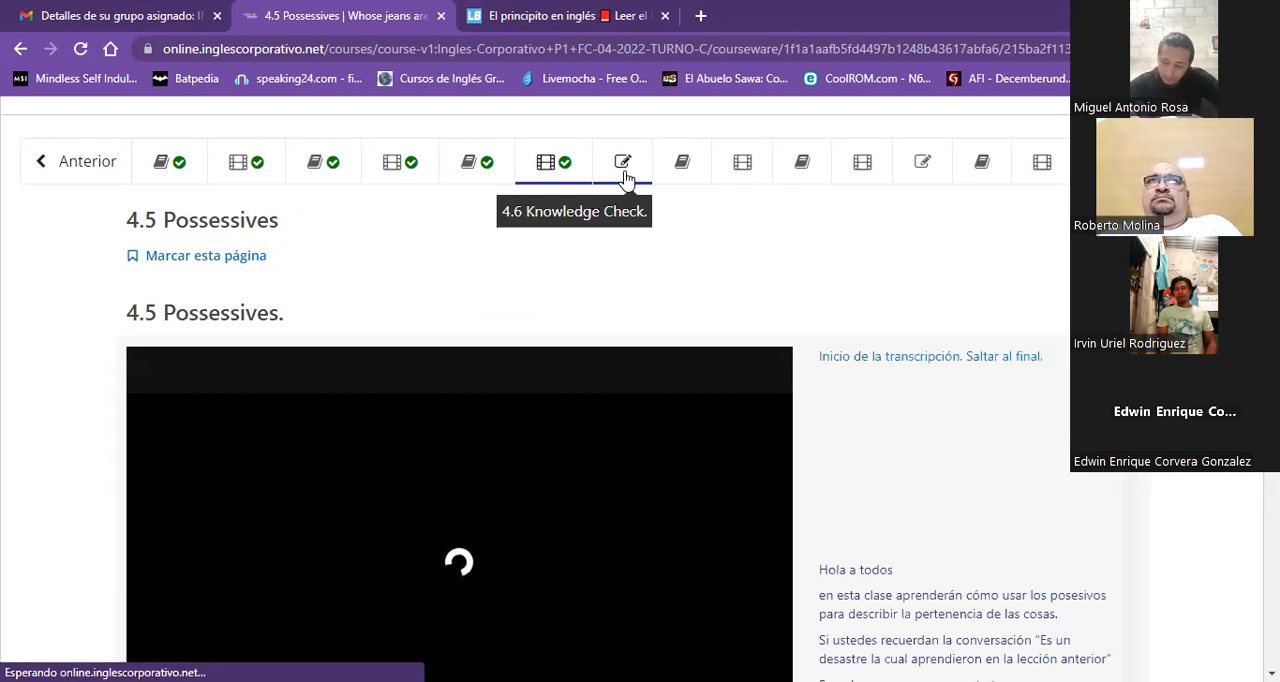 Detalles de su grupo asignado: I
4.5 Possessives | Whose jeans are
El principito en inglés 📕 Leer el
online.inglescorporativo.net/courses/course-v1:Ingles-Corporativo+P1+FC-04-2022-TURNO-C/courseware/1f1a1aafb5fd4497b1248b43617abfa6/215ba2f113
Mindless Self Indul...
Batpedia
speaking24.com - fi...
Cursos de Inglés Gr...
Livemocha - Free O...
El Abuelo Sawa: Co...
CoolROM.com - N6...
AFI - Decemberund...
Anterior
4.6 Knowledge Check.
4.5 Possessives
Marcar esta página
4.5 Possessives.
Inicio de la transcripción. Saltar al final.
Hola a todos
en esta clase aprenderán cómo usar los posesivos
para describir la pertenencia de las cosas.
Si ustedes recuerdan la conversación “Es un
desastre la cual aprendieron en la lección anterior”
Esperando online.inglescorporativo.net...
Miguel Antonio Rosa
Roberto Molina
Irvin Uriel Rodriguez
Edwin Enrique Co...
Edwin Enrique Corvera Gonzalez